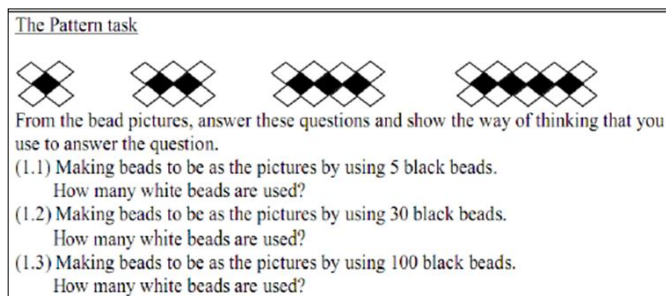 The Pattern task
From the bead pictures, answer these questions and show the way of thinking that you
use to answer the question.
(1.1) Making beads to be as the pictures by using 5 black beads.
How many white beads are used?
(1.2) Making beads to be as the pictures by using 30 black beads.
How many white beads are used?
(1.3) Making beads to be as the pictures by using 100 black beads.
How many white beads are used?